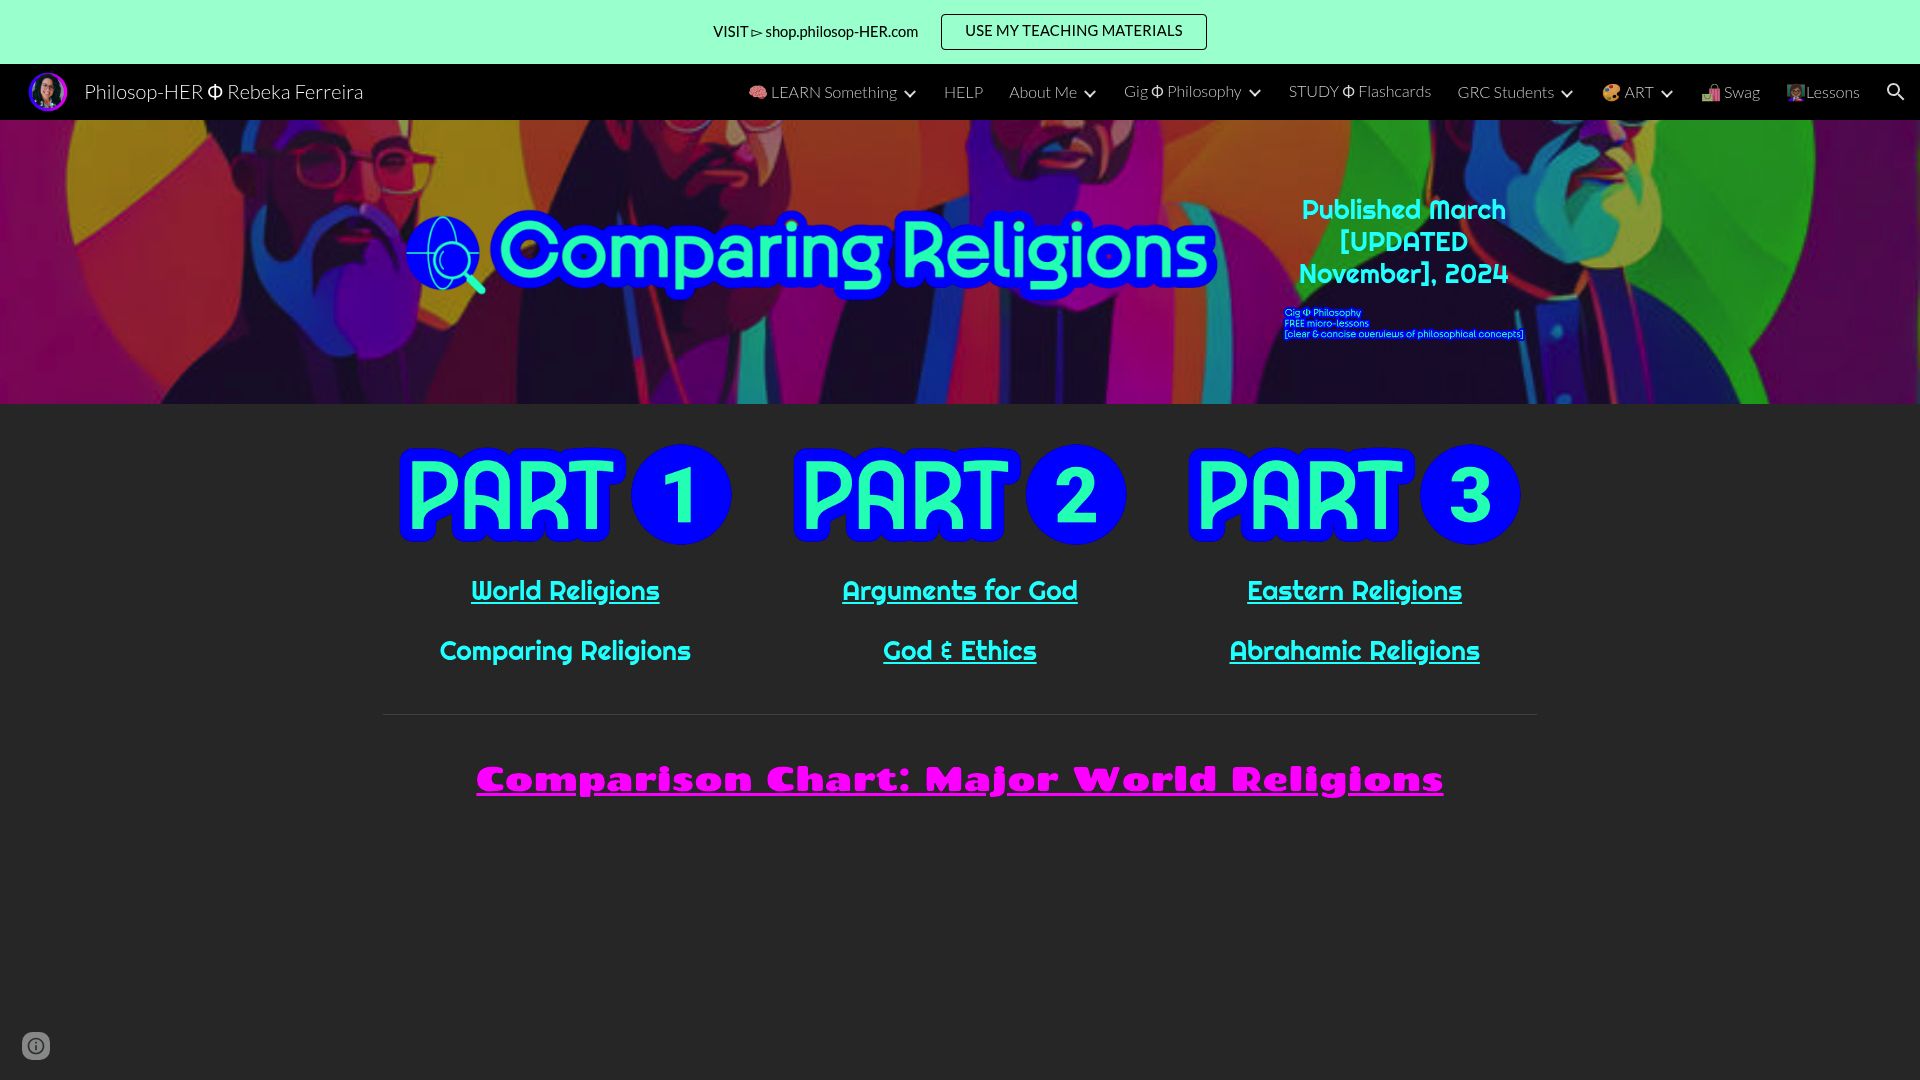 VISIT ▻ shop.philosop-HER.com
USE MY TEACHING MATERIALS
Philosop-HER Φ Rebeka Ferreira
🧠 LEARN Something
HELP
About Me
Gig Φ Philosophy
STUDY Φ Flashcards
GRC Students
🎨 ART
🛍️ Swag
👩🏽‍🏫Lessons
Comparing Religions
Published March
[UPDATED
November], 2024
Gig Φ Philosophy
FREE micro-lessons
[clear & concise overviews of philosophical concepts]
PART 1
PART 2
PART 3
World Religions
Arguments for God
Eastern Religions
Comparing Religions
God & Ethics
Abrahamic Religions
Comparison Chart: Major World Religions